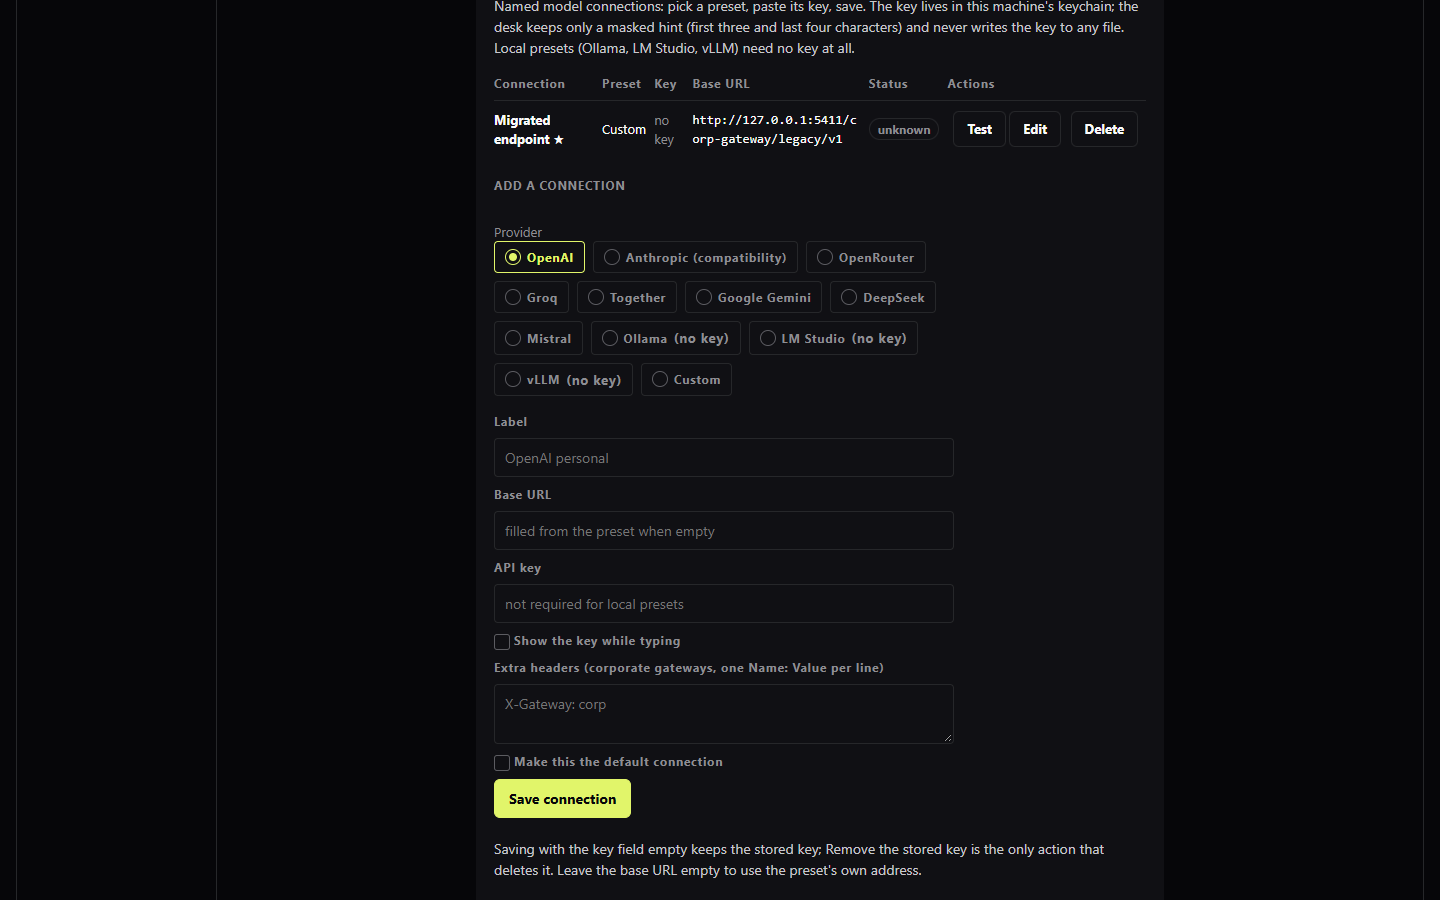 Named model connections: pick a preset, paste its key, save. The key lives in this machine's keychain; the
desk keeps only a masked hint (first three and last four characters) and never writes the key to any file.
Local presets (Ollama, LM Studio, vLLM) need no key at all.
Connection Preset Key Base URL Status Actions
Migrated endpoint ★ Custom no key http://127.0.0.1:5411/corp-gateway/legacy/v1 unknown Test Edit Delete
ADD A CONNECTION
Provider
OpenAI Anthropic (compatibility) OpenRouter
Groq Together Google Gemini DeepSeek
Mistral Ollama (no key) LM Studio (no key)
vLLM (no key) Custom
Label
OpenAI personal
Base URL
filled from the preset when empty
API key
not required for local presets
Show the key while typing
Extra headers (corporate gateways, one Name: Value per line)
X-Gateway: corp
Make this the default connection
Save connection
Saving with the key field empty keeps the stored key; Remove the stored key is the only action that
deletes it. Leave the base URL empty to use the preset's own address.